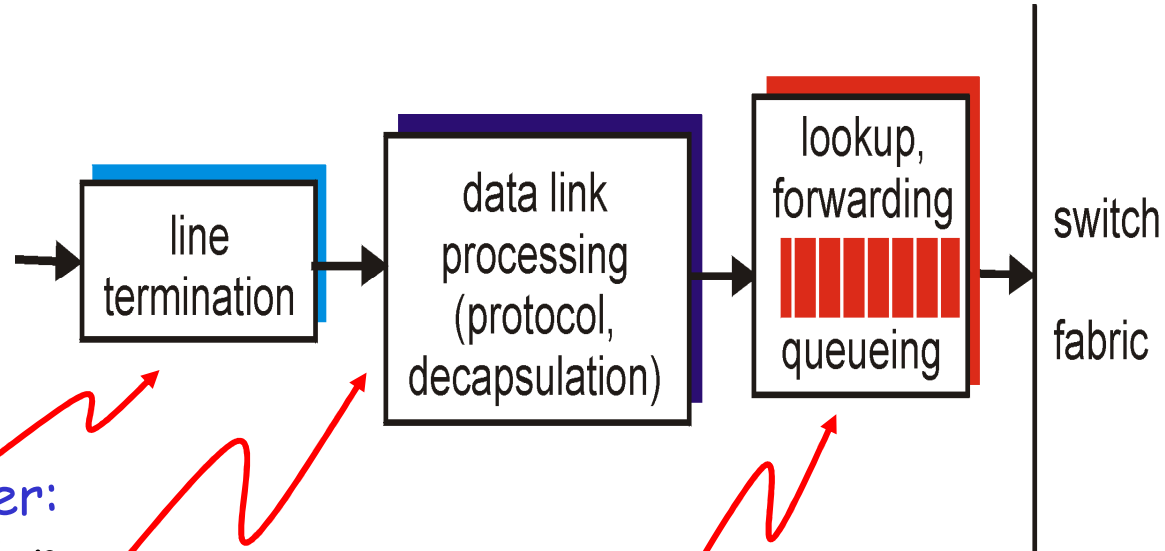 line
termination
data link
processing
(protocol,
decapsulation)
lookup,
forwarding
queueing
switch
fabric
er: